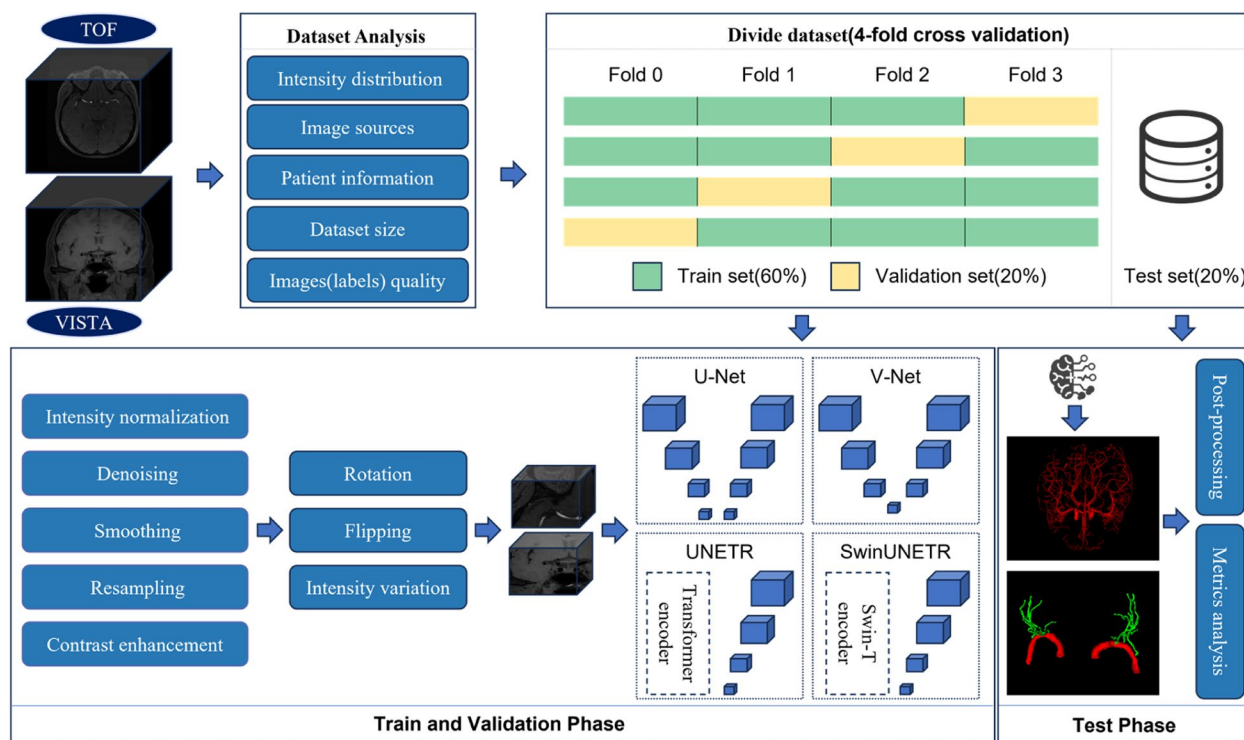 TOF
VISTA
Dataset Analysis
Intensity distribution
Image sources
Patient information
Dataset size
Images(labels) quality
Divide dataset(4-fold cross validation)
Fold 0
Fold 1
Fold 2
Fold 3
Train set(60%)
Validation set(20%)
Test set(20%)
Intensity normalization
Denoising
Smoothing
Resampling
Contrast enhancement
Rotation
Flipping
Intensity variation
U-Net
V-Net
UNETR
Transformer
encoder
SwinUNETR
Swin-T
encoder
Train and Validation Phase
Post-processing
Metrics analysis
Test Phase